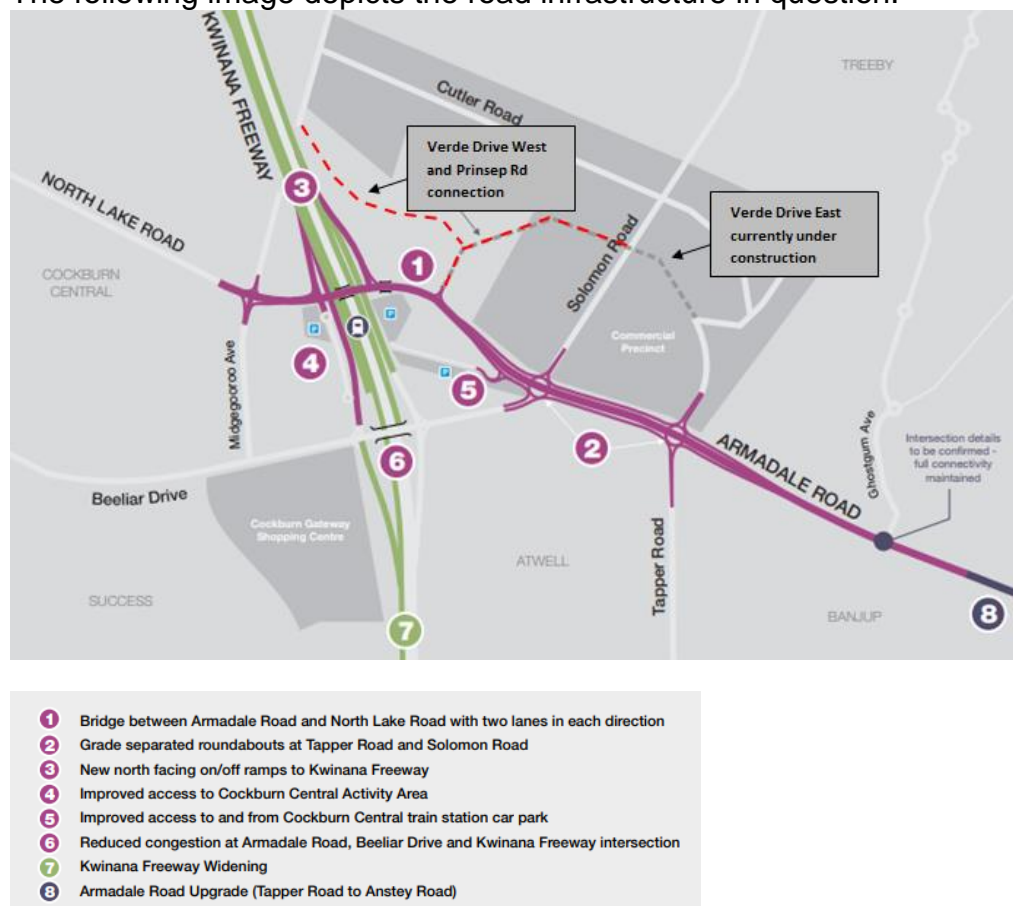 The following image depicts the road infrastructure in question.
KWINANA FREEWAY
TREEBY
Cutler Road
Verde Drive West
and Prinsep Rd
connection
3
NORTH LAKE ROAD
Verde Drive East
currently under
construction
Solomon Road
COCKBURN
CENTRAL
1
P
P
Commercial
Precinct
4
P
5
Midgegooroo Ave
2
6
ARMADALE ROAD
Ghostgum Ave
Intersection details
to be confirmed -
full connectivity
maintained
Beeliar Drive
Cockburn Gateway
Shopping Centre
ATWELL
Tapper Road
SUCCESS
7
BANJUP
8
1 Bridge between Armadale Road and North Lake Road with two lanes in each direction
2 Grade separated roundabouts at Tapper Road and Solomon Road
3 New north facing on/off ramps to Kwinana Freeway
4 Improved access to Cockburn Central Activity Area
5 Improved access to and from Cockburn Central train station car park
6 Reduced congestion at Armadale Road, Beeliar Drive and Kwinana Freeway intersection
7 Kwinana Freeway Widening
8 Armadale Road Upgrade (Tapper Road to Anstey Road)